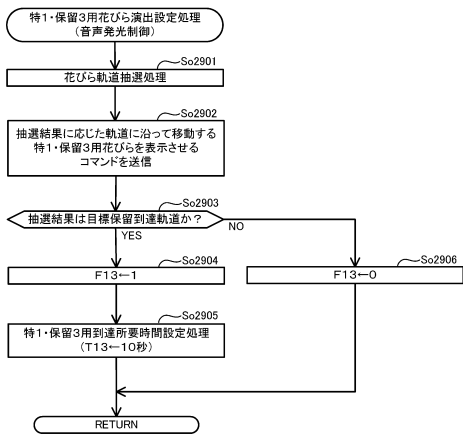 特1・保留3用花びら演出設定処理
(音声発光制御)
So2901
花びら軌道抽選処理
So2902
抽選結果に応じた軌道に沿って移動する
特1・保留3用花びらを表示させる
コマンドを送信
So2903
抽選結果は目標保留到達軌道か？
NO
YES
So2904
F13←1
So2906
F13←0
So2905
特1・保留3用到達所要時間設定処理
(T13←10秒)
RETURN